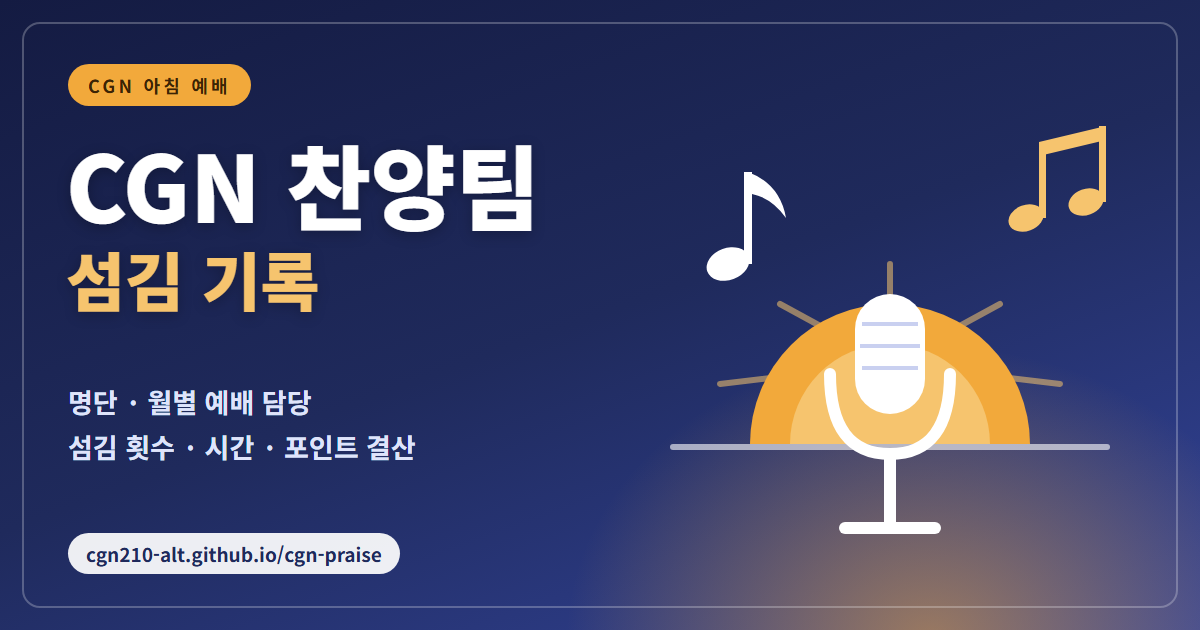 CGN 아침 예배
CGN 찬양팀
섬김 기록
명단 · 월별 예배 담당
섬김 횟수 · 시간 · 포인트 결산
cgn210-alt.github.io/cgn-praise